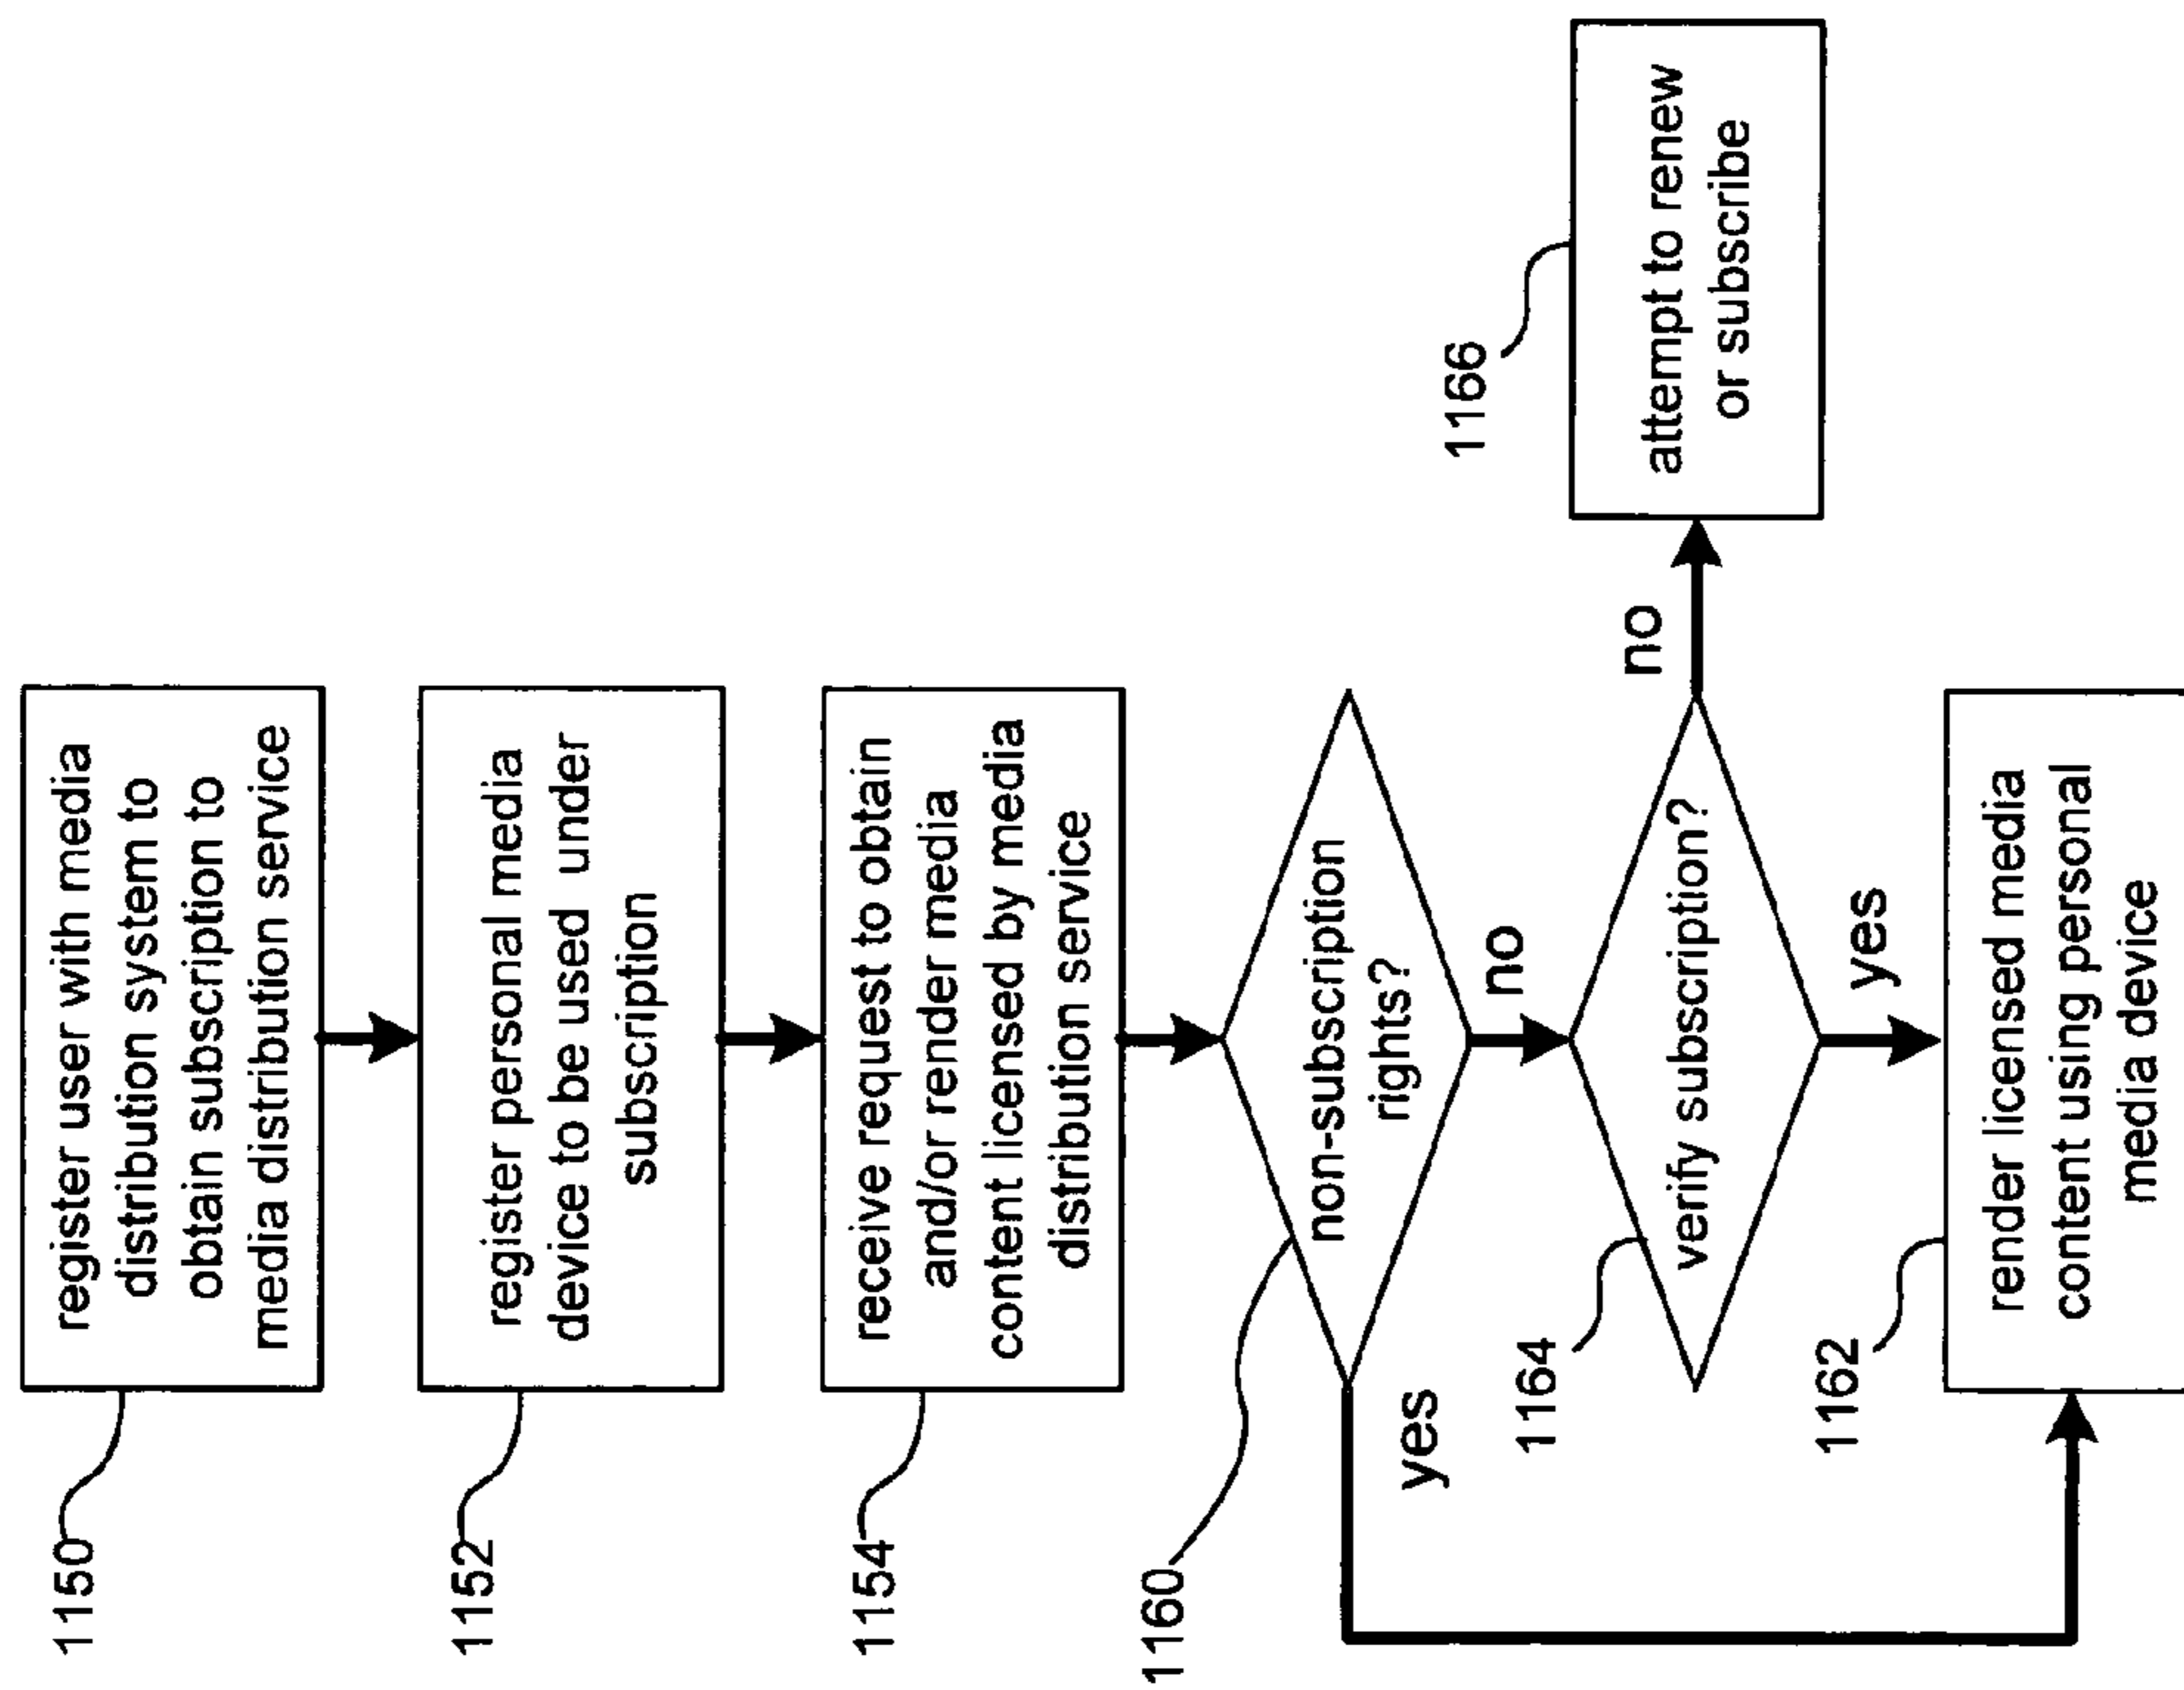 1150
register user with media
distribution system to
obtain subscription to
media distribution service
1152
register personal media
device to be used under
subscription
1154
receive request to obtain
and/or render media
content licensed by media
distribution service
1160
non-subscription
rights?
yes
no
1164
verify subscription?
no
1166
attempt to renew
or subscribe
yes
1162
render licensed media
content using personal
media device